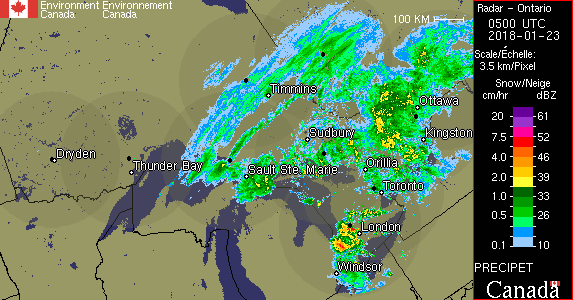 Environment Environnement
Canada Canada
100 KM
Radar - Ontario
0500 UTC
2018-01-23
Scale/Échelle:
3.5 km/Pixel
Snow/Neige
cm/hr dBZ
20 61
7.5 52
4.0 46
2.0 39
1.0 33
0.5 26
0.1 10
PRECIPET
Canada
Timmins
Ottawa
Sudbury
Kingston
Dryden
Thunder Bay
Sault Ste. Marie
Orillia
Toronto
London
Windsor